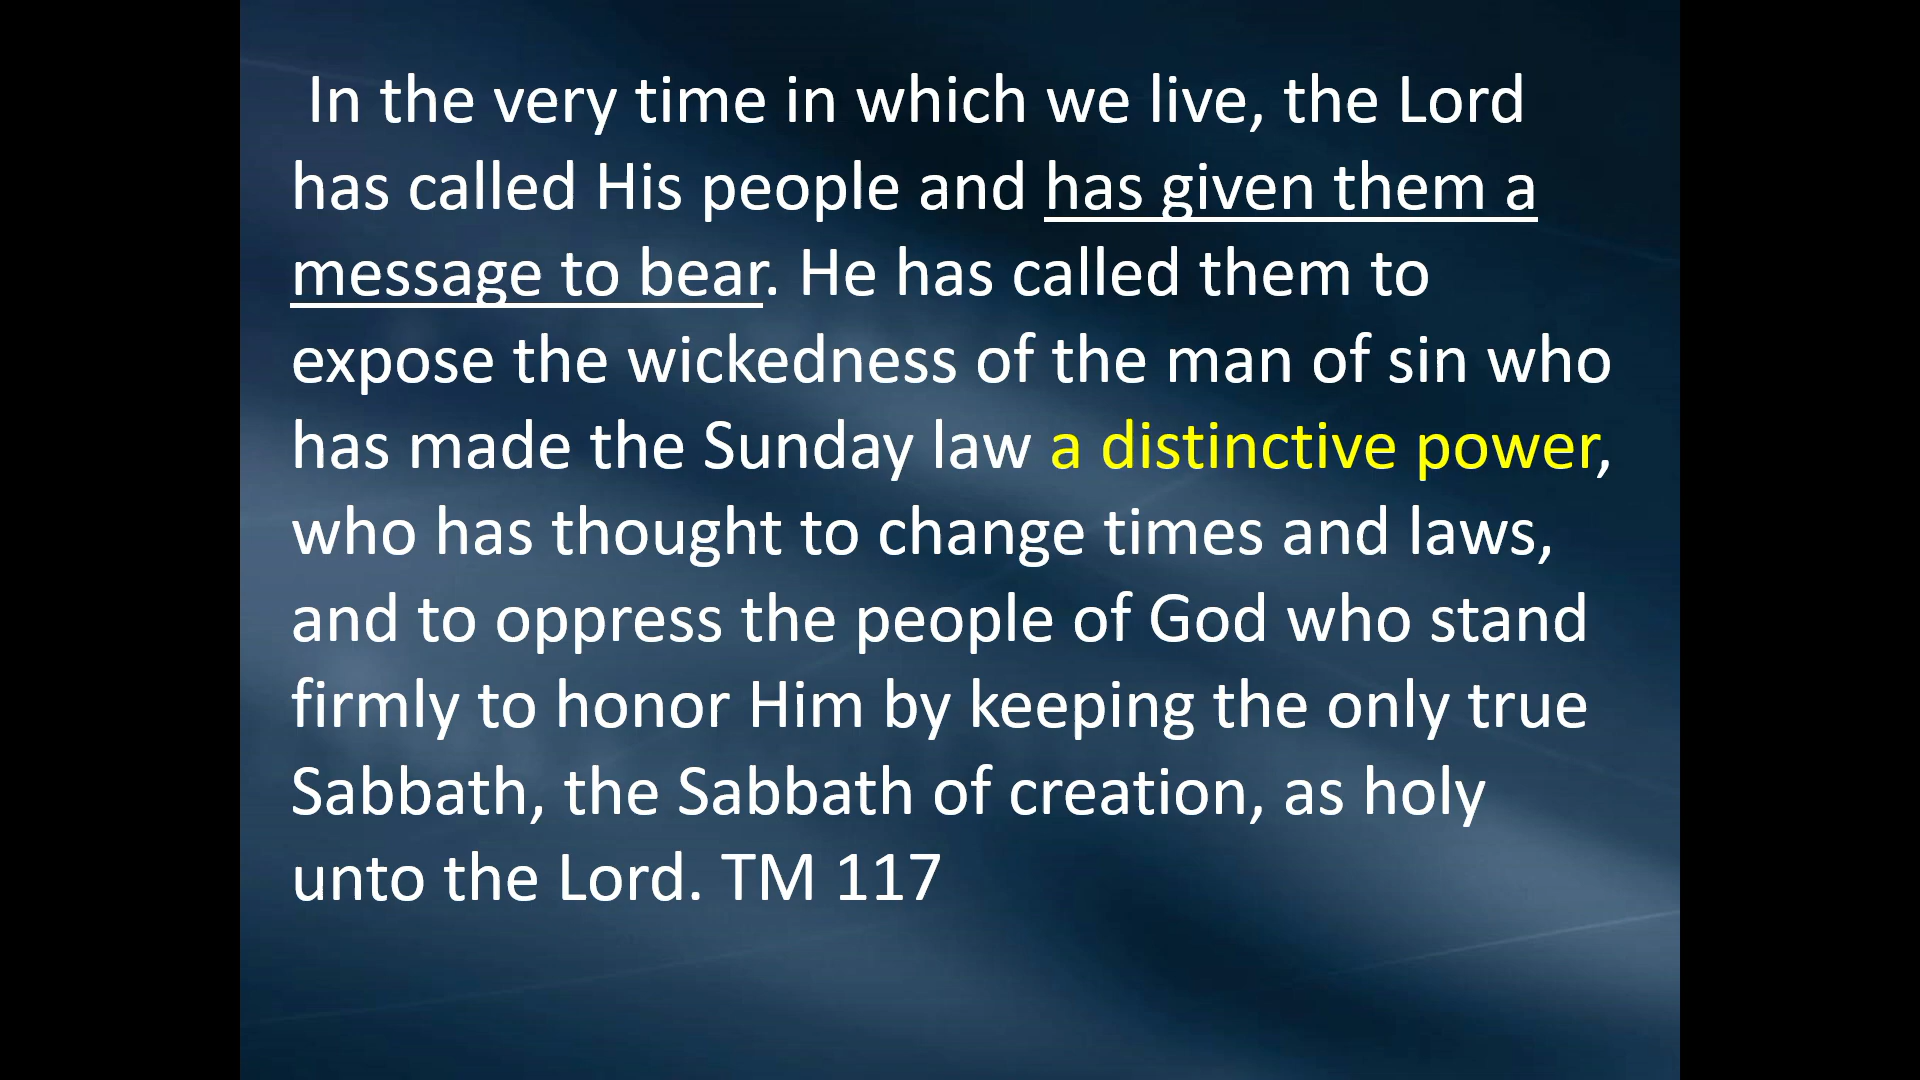 In the very time in which we live, the Lord
has called His people and has given them a
message to bear. He has called them to
expose the wickedness of the man of sin who
has made the Sunday law a distinctive power,
who has thought to change times and laws,
and to oppress the people of God who stand
firmly to honor Him by keeping the only true
Sabbath, the Sabbath of creation, as holy
unto the Lord. TM 117